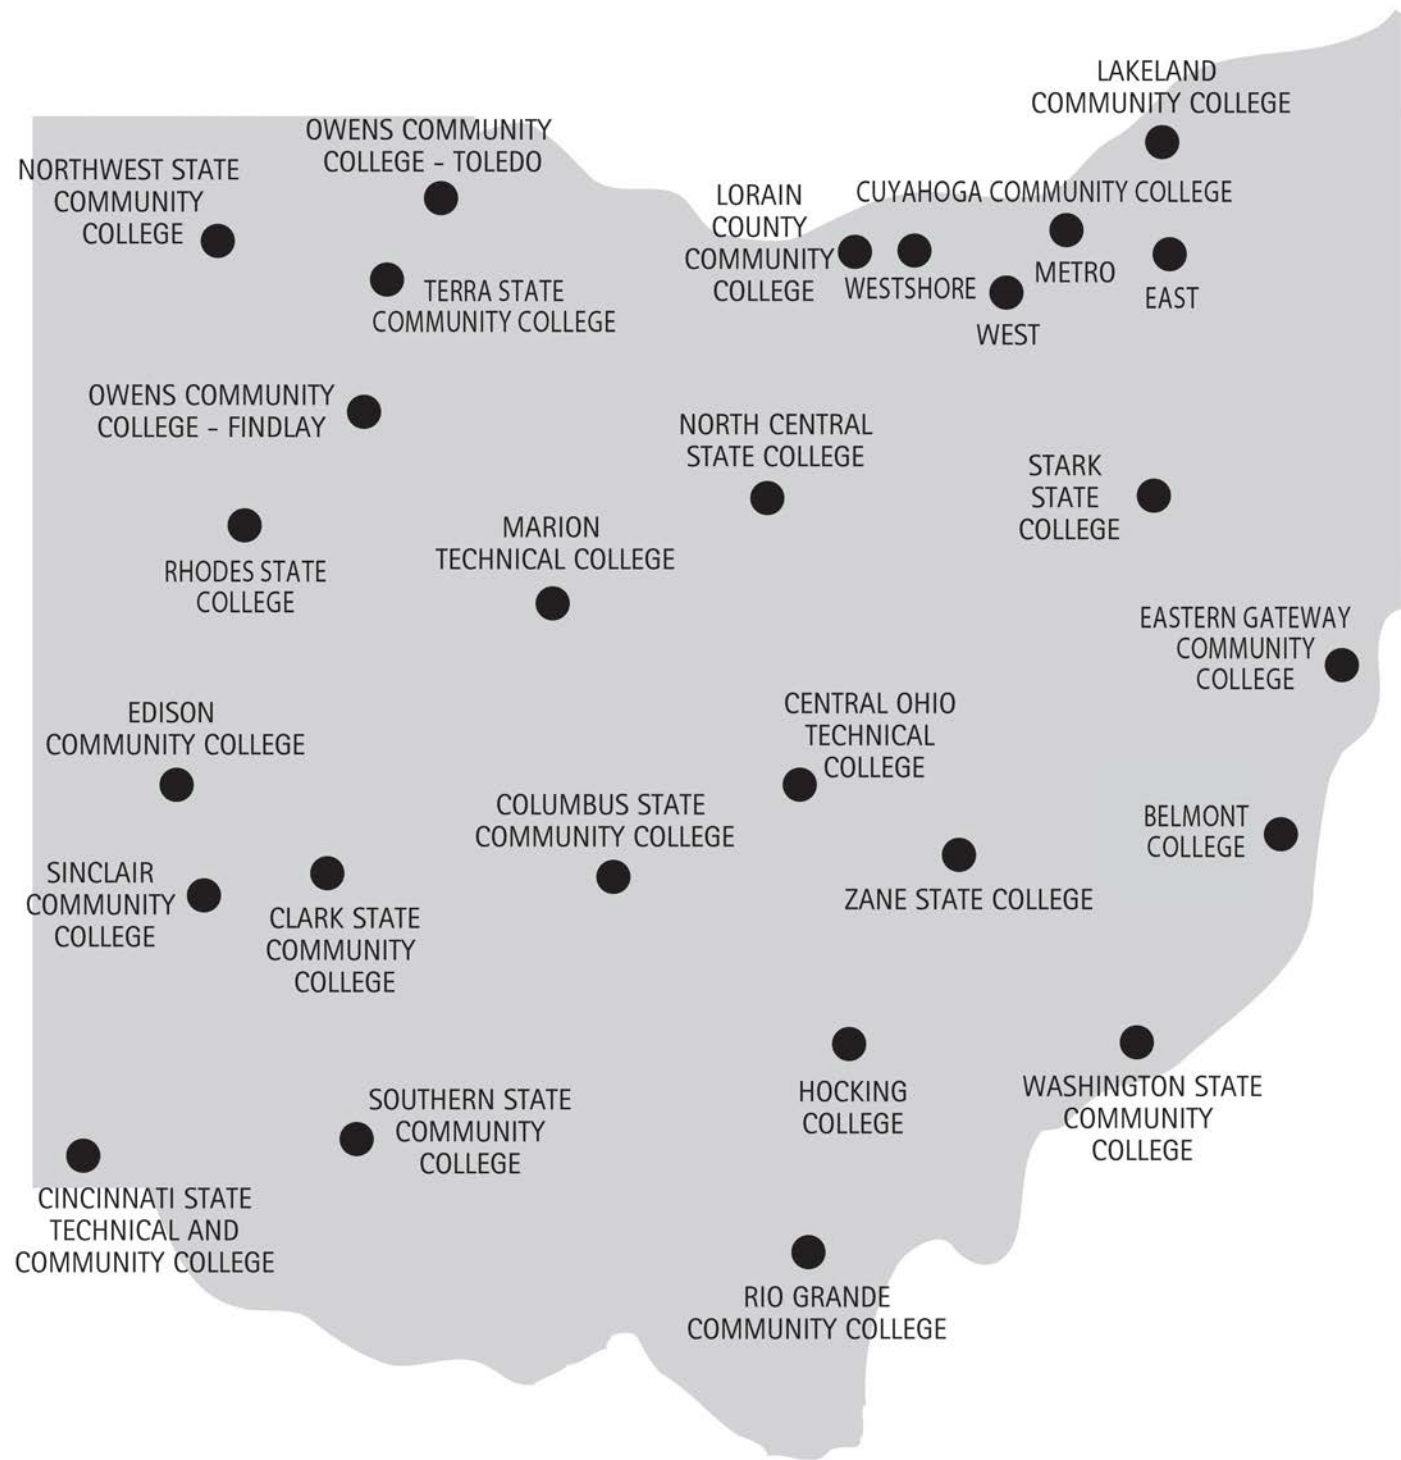 LAKELAND
COMMUNITY COLLEGE
OWENS COMMUNITY
COLLEGE - TOLEDO
NORTHWEST STATE
COMMUNITY
COLLEGE
LORAIN
COUNTY
COMMUNITY
COLLEGE
CUYAHOGA COMMUNITY COLLEGE
WESTSHORE
METRO
EAST
WEST
TERRA STATE
COMMUNITY COLLEGE
OWENS COMMUNITY
COLLEGE - FINDLAY
NORTH CENTRAL
STATE COLLEGE
STARK
STATE
COLLEGE
MARION
TECHNICAL COLLEGE
RHODES STATE
COLLEGE
EASTERN GATEWAY
COMMUNITY
COLLEGE
EDISON
COMMUNITY COLLEGE
CENTRAL OHIO
TECHNICAL
COLLEGE
COLUMBUS STATE
COMMUNITY COLLEGE
BELMONT
COLLEGE
SINCLAIR
COMMUNITY
COLLEGE
CLARK STATE
COMMUNITY
COLLEGE
ZANE STATE COLLEGE
HOCKING
COLLEGE
WASHINGTON STATE
COMMUNITY
COLLEGE
SOUTHERN STATE
COMMUNITY
COLLEGE
CINCINNATI STATE
TECHNICAL AND
COMMUNITY COLLEGE
RIO GRANDE
COMMUNITY COLLEGE